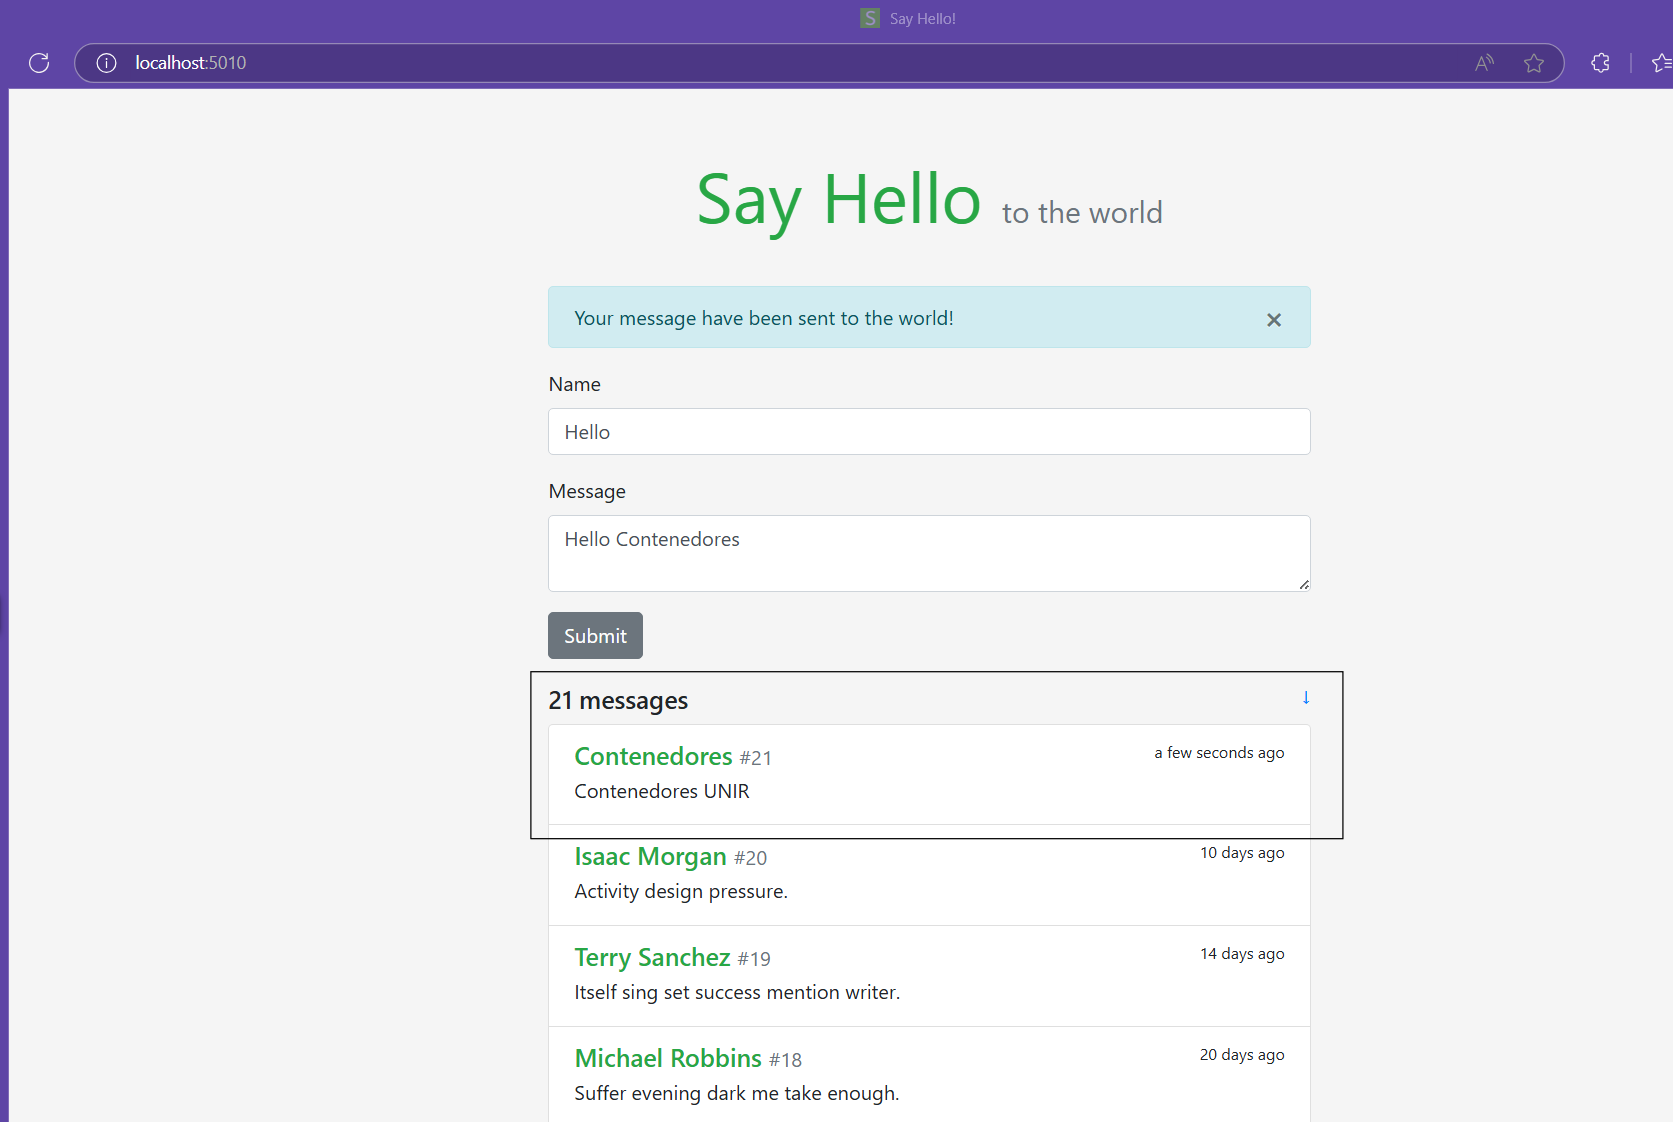 S Say Hello!
localhost:5010
Say Hello to the world
Your message have been sent to the world!
Name
Hello
Message
Hello Contenedores
Submit
21 messages
Contenedores #21
a few seconds ago
Contenedores UNIR
Isaac Morgan #20
10 days ago
Activity design pressure.
Terry Sanchez #19
14 days ago
Itself sing set success mention writer.
Michael Robbins #18
20 days ago
Suffer evening dark me take enough.